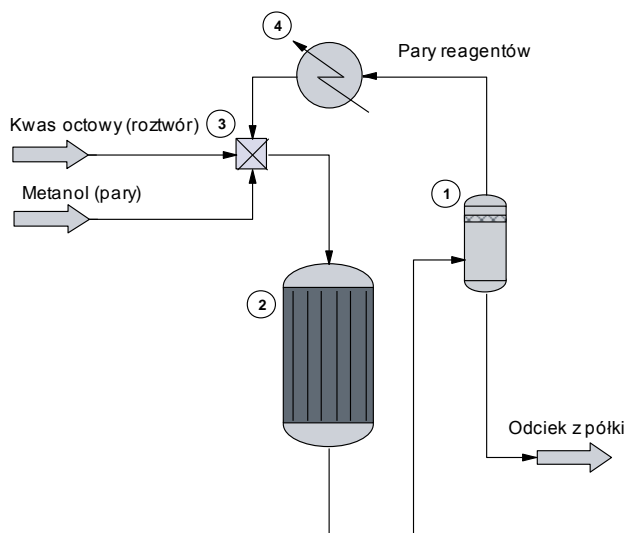 4
Pary reagentów
Kwas octowy (roztwór)
3
Metanol (pary)
1
2
Odciek z półki